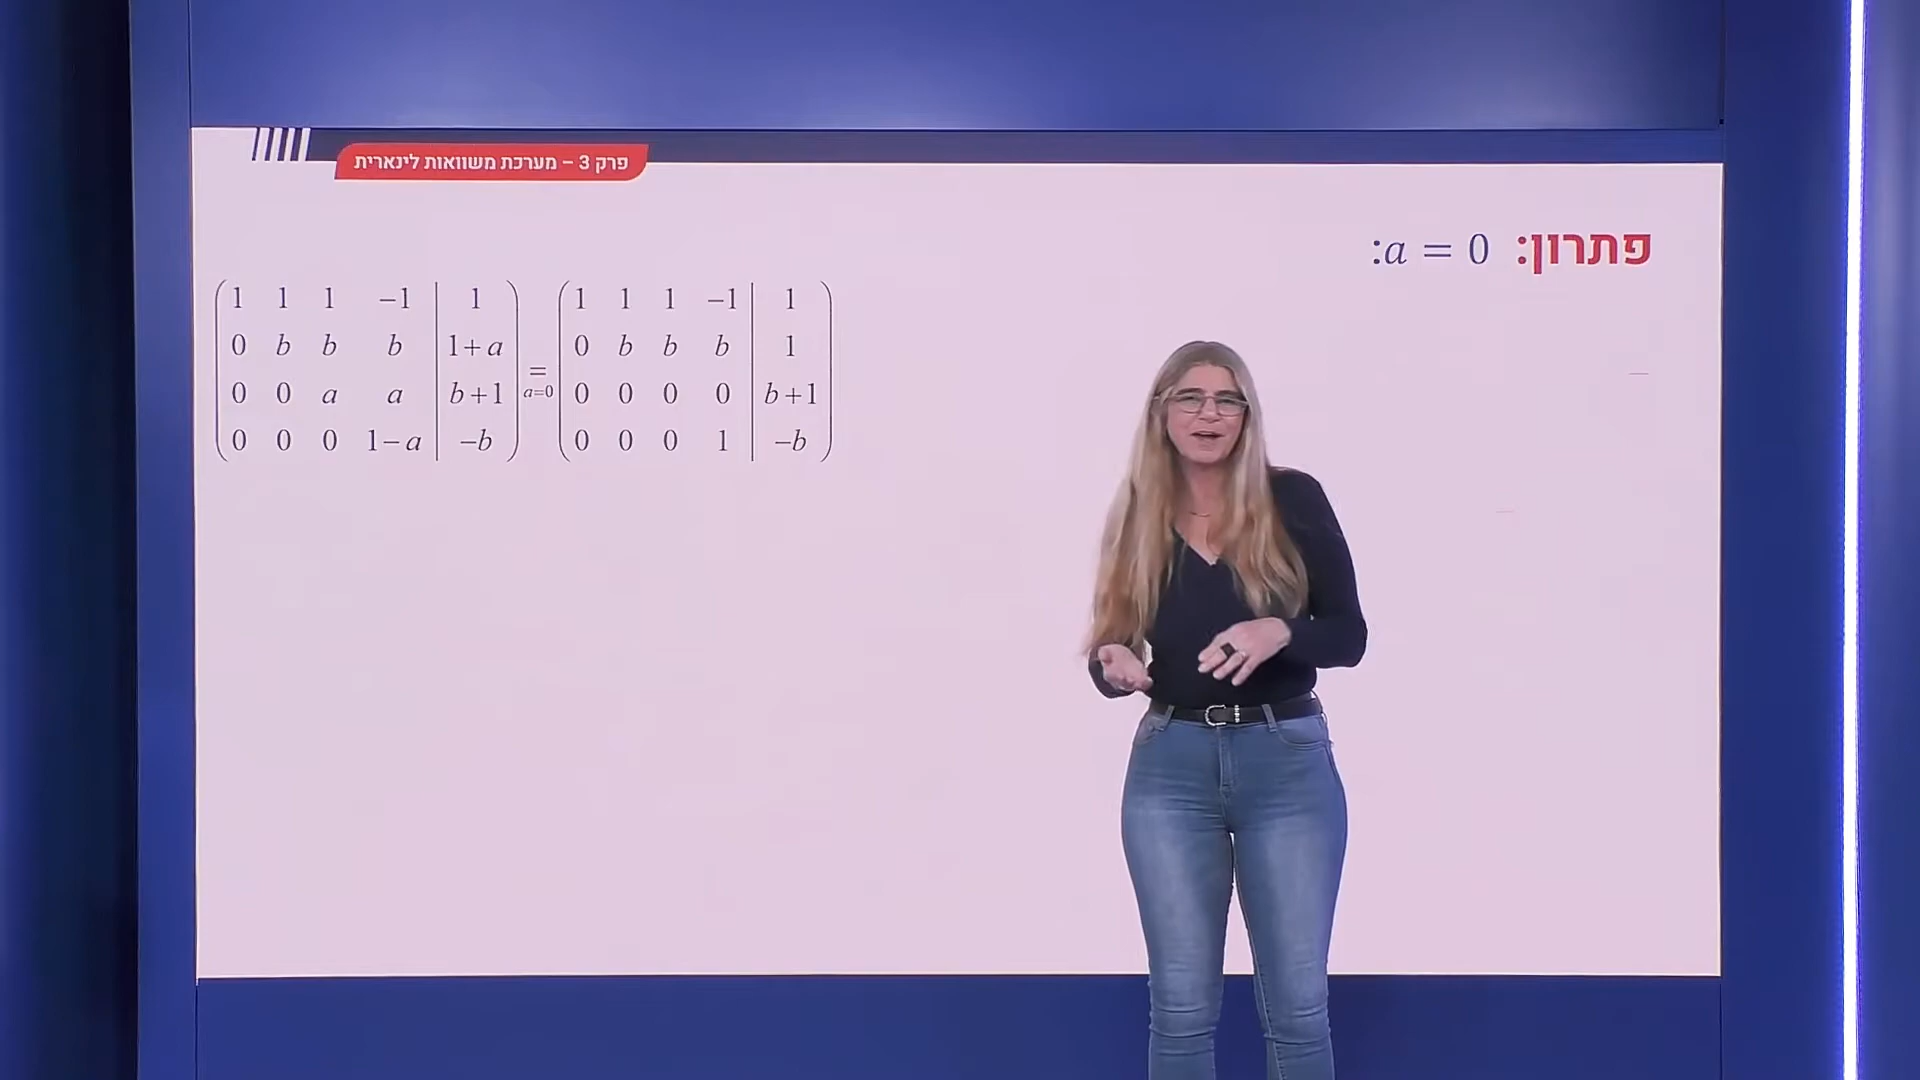 פרק 3 – מערכת משוואות לינארית
פתרון: a = 0:
1 1 1 −1 | 1
0 b b b | 1+a
0 0 a a | b+1
0 0 0 1−a | −b
=
a=0
1 1 1 −1 | 1
0 b b b | 1
0 0 0 0 | b+1
0 0 0 1 | −b